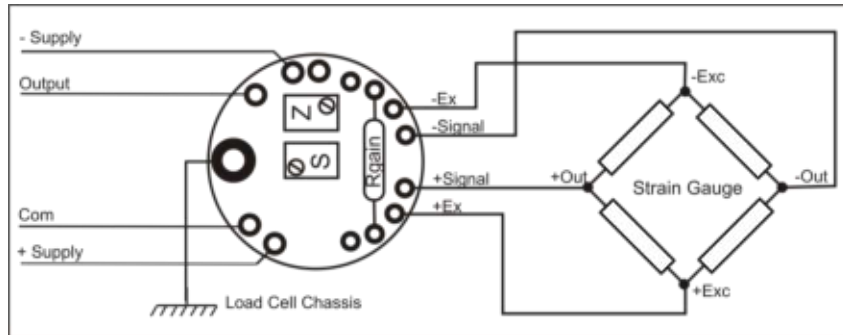 - Supply
Output
Com
+ Supply
Load Cell Chassis
Z
S
Rgain
-Ex
-Signal
+Signal
+Ex
-Exc
+Out
Strain Gauge
-Out
+Exc